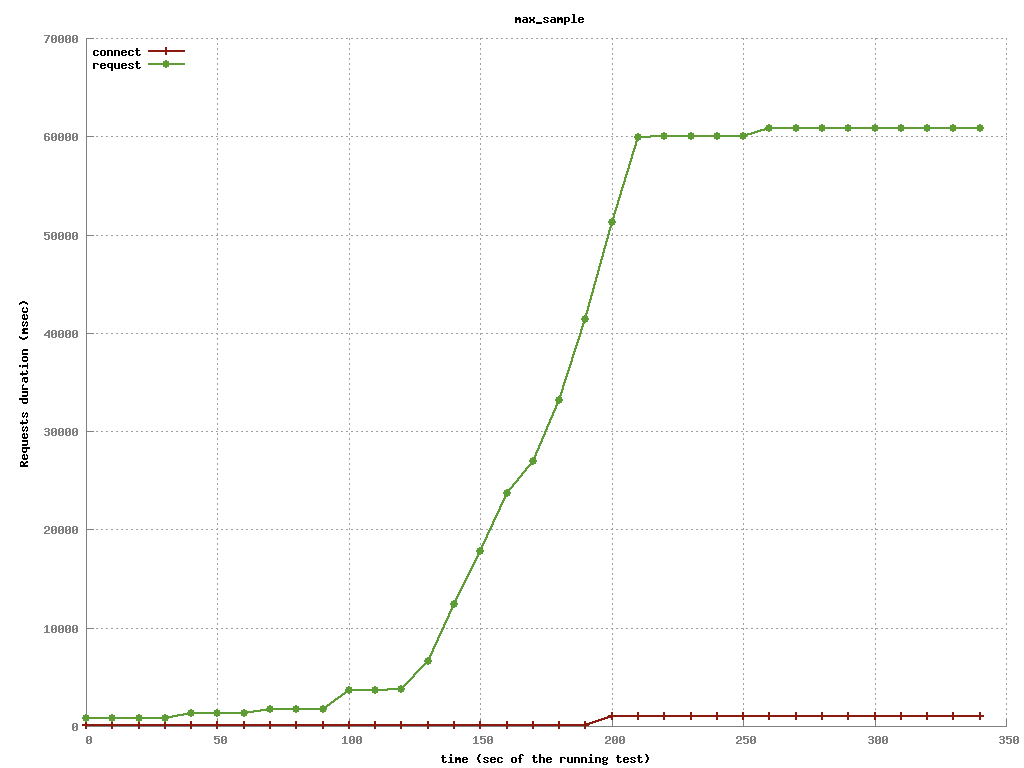 max_sample
70000
connect
request
60000
50000
40000
30000
20000
10000
0
Requests duration (msec)
0 50 100 150 200 250 300 350
time (sec of the running test)